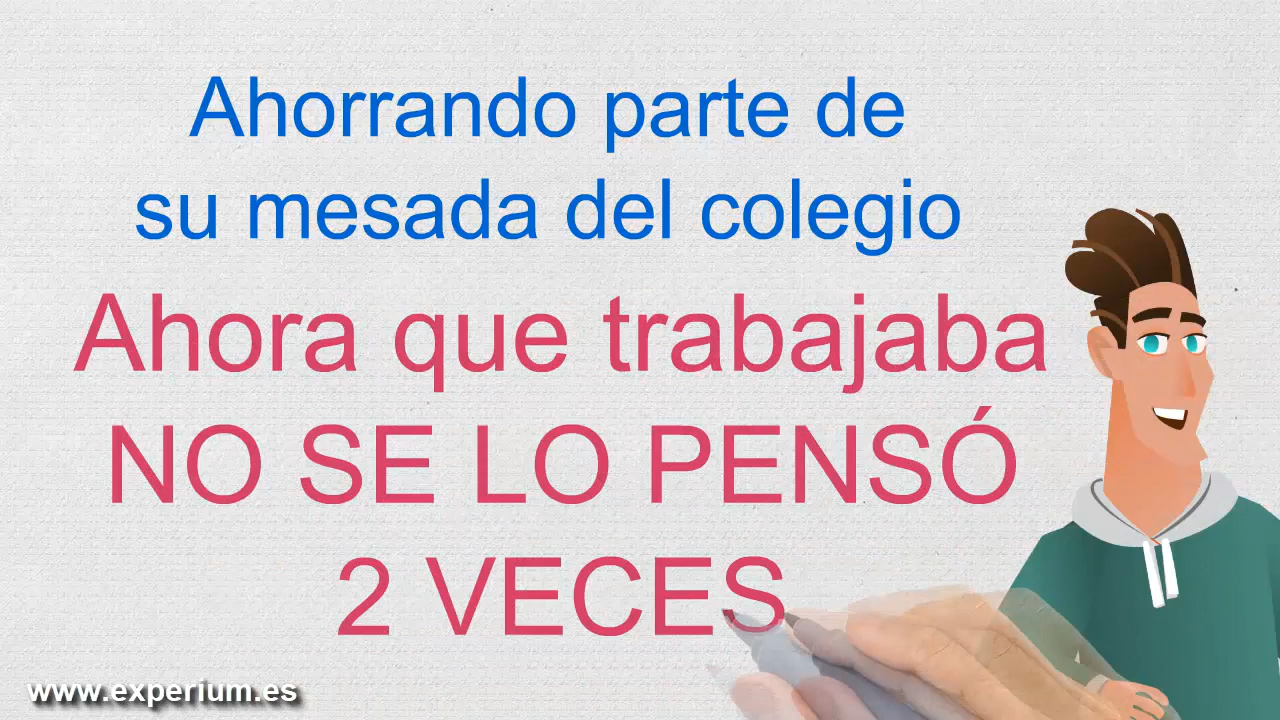 Ahorrando parte de
su mesada del colegio
Ahora que trabajaba
NO SE LO PENSÓ
2 VECES
www.experium.es